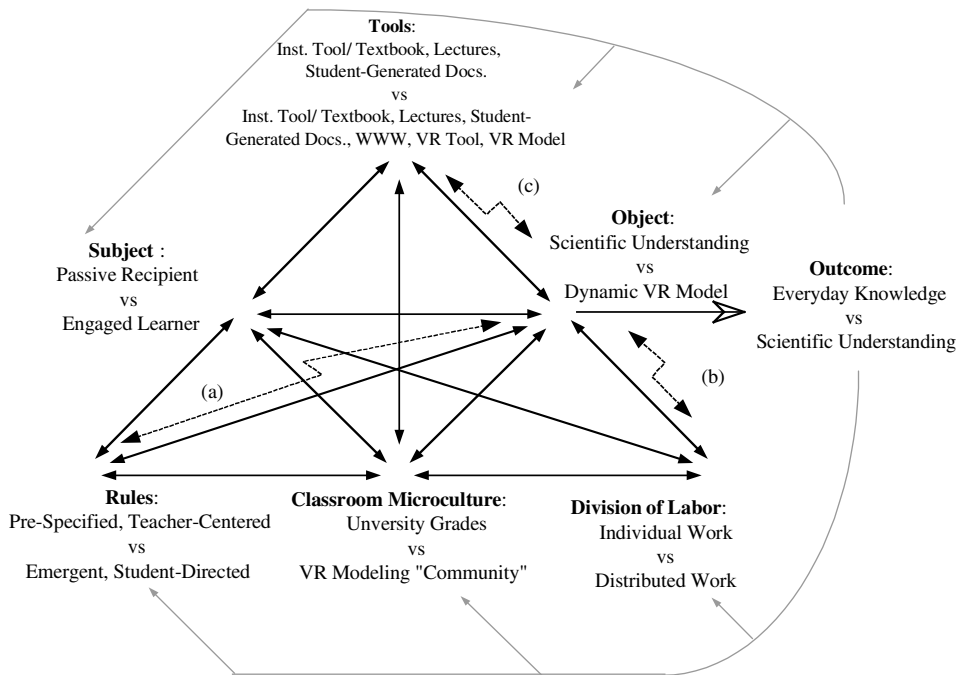 Tools:
Inst. Tool/ Textbook, Lectures,
Student-Generated Docs.
vs
Inst. Tool/ Textbook, Lectures, Student-
Generated Docs., WWW, VR Tool, VR Model
(c)
Subject :
Passive Recipient
vs
Engaged Learner
Object:
Scientific Understanding
vs
Dynamic VR Model
Outcome:
Everyday Knowledge
vs
Scientific Understanding
(a)
(b)
Rules:
Pre-Specified, Teacher-Centered
vs
Emergent, Student-Directed
Classroom Microculture:
Unversity Grades
vs
VR Modeling "Community"
Division of Labor:
Individual Work
vs
Distributed Work